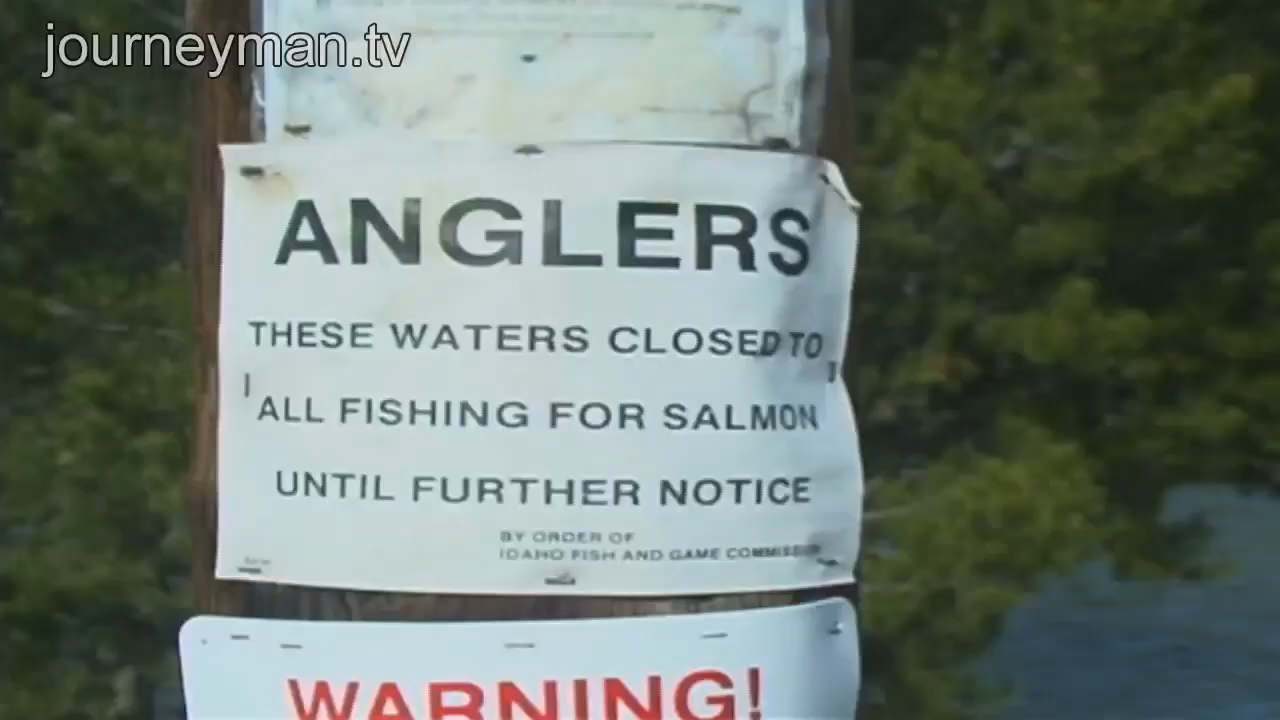 journeyman.tv
ANGLERS
THESE WATERS CLOSED TO
ALL FISHING FOR SALMON
UNTIL FURTHER NOTICE
BY ORDER OF
IDAHO FISH AND GAME COMMISSION
WARNING!